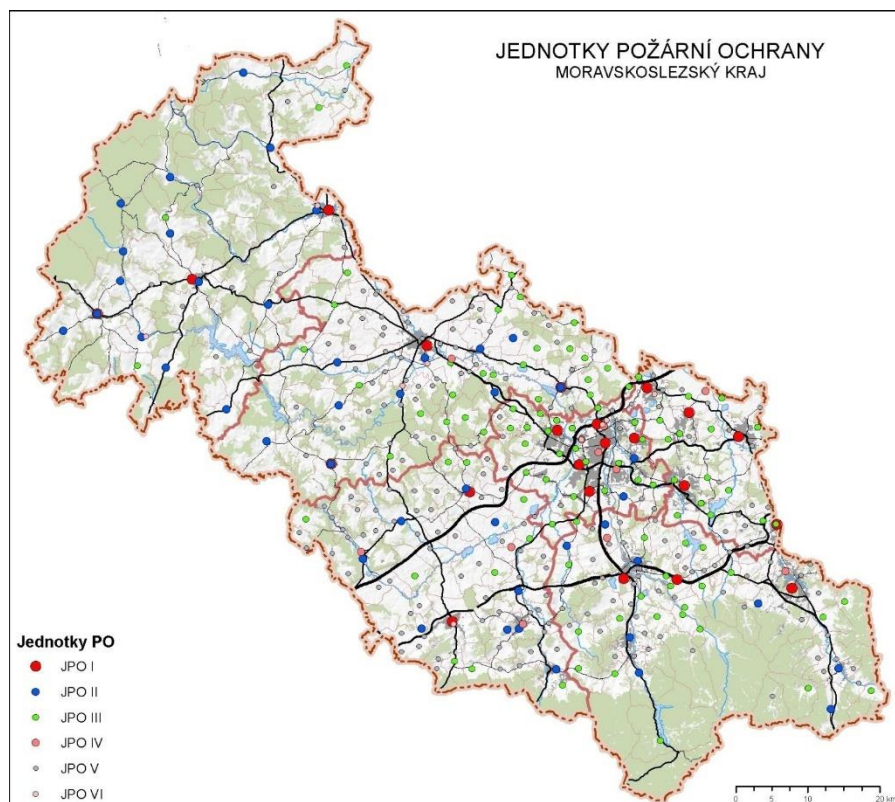 JEDNOTKY POŽÁRNÍ OCHRANY
MORAVSKOSLEZSKÝ KRAJ
Jednotky PO
JPO I
JPO II
JPO III
JPO IV
JPO V
JPO VI
0 5 10 20 km